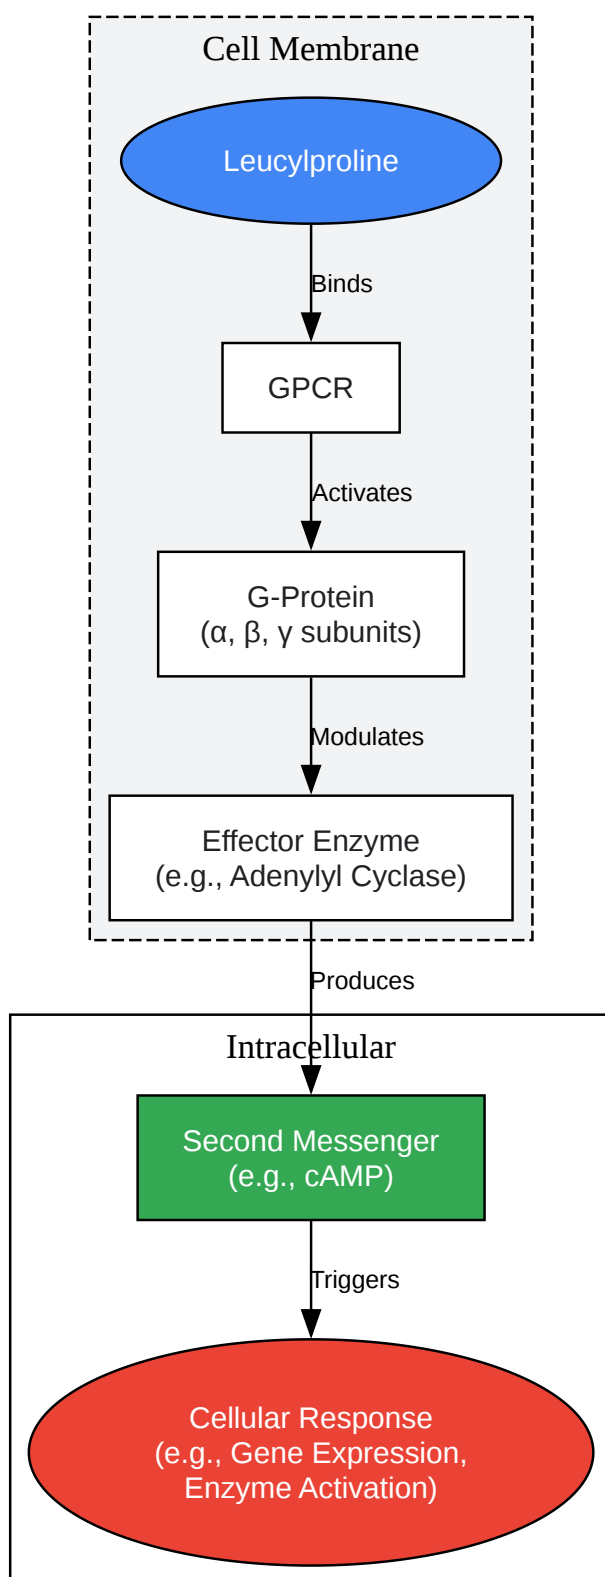 Cell Membrane
Leucylproline
Binds
GPCR
Activates
G-Protein
(α, β, γ subunits)
Modulates
Effector Enzyme
(e.g., Adenylyl Cyclase)
Produces
Intracellular
Second Messenger
(e.g., cAMP)
Triggers
Cellular Response
(e.g., Gene Expression,
Enzyme Activation)